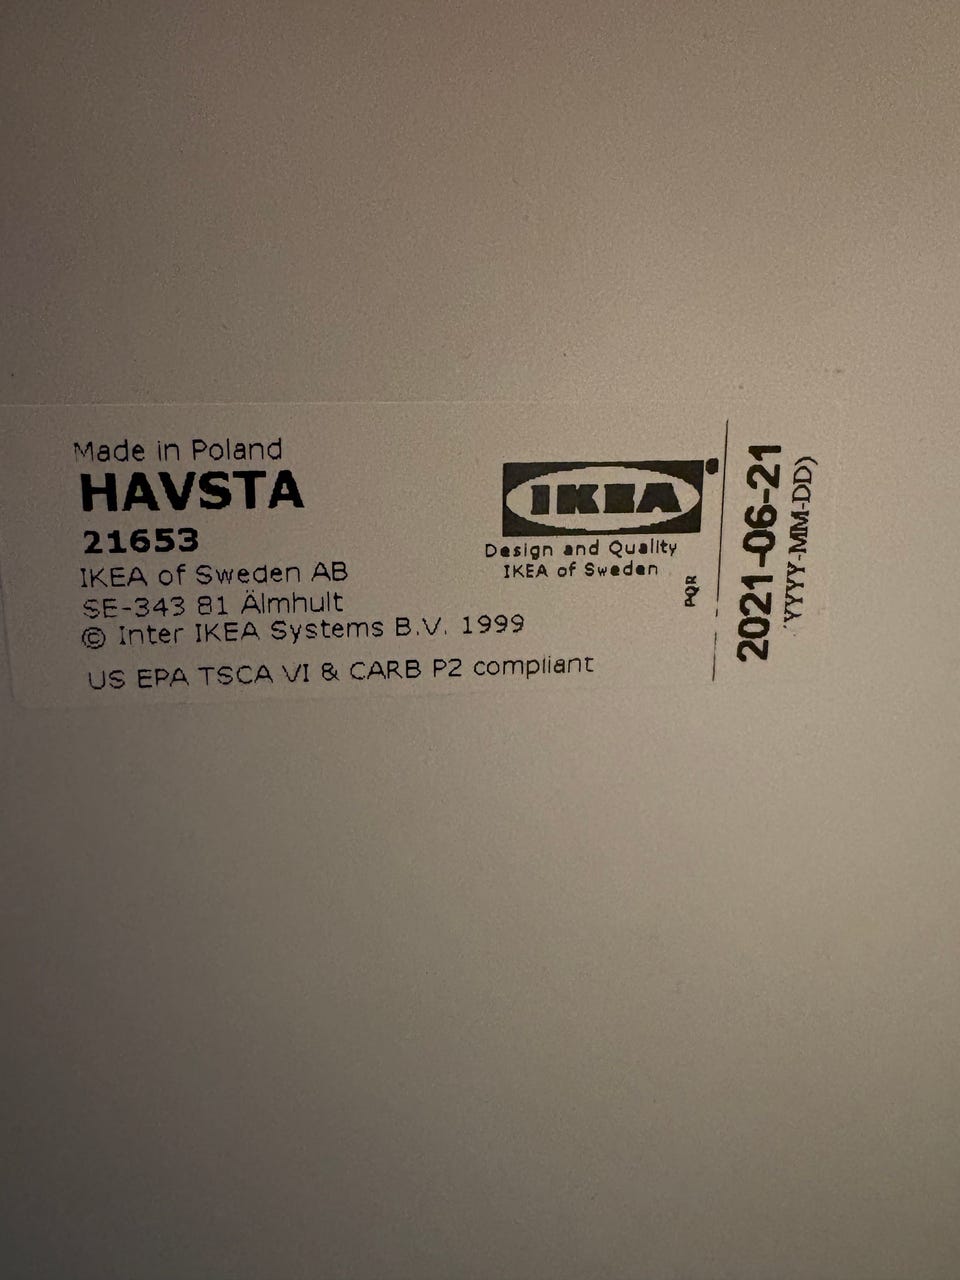 Made in Poland
HAVSTA
21653
IKEA of Sweden AB
SE-343 81 Älmhult
© Inter IKEA Systems B.V. 1999
US EPA TSCA VI & CARB P2 compliant
IKEA
Design and Quality
IKEA of Sweden
PQR
2021-06-21
(YYYY-MM-DD)